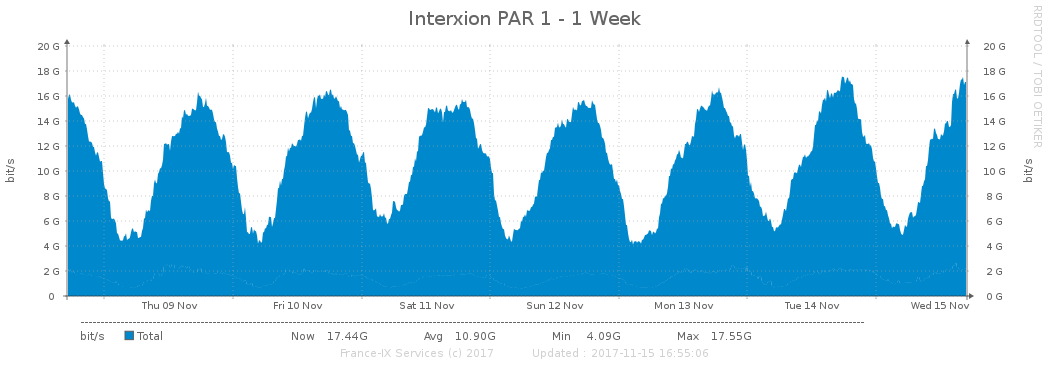 Interxion PAR 1 - 1 Week
RRDTOOL / TOBI OETIKER
20 G 20 G
18 G 18 G
16 G 16 G
14 G 14 G
12 G 12 G
10 G 10 G
8 G 8 G
6 G 6 G
4 G 4 G
2 G 2 G
0 0 G
bit/s
bit/s
Thu 09 Nov Fri 10 Nov Sat 11 Nov Sun 12 Nov Mon 13 Nov Tue 14 Nov Wed 15 Nov
bit/s Total Now 17.44G Avg 10.90G Min 4.09G Max 17.55G
France-IX Services (c) 2017 Updated : 2017-11-15 16:55:06